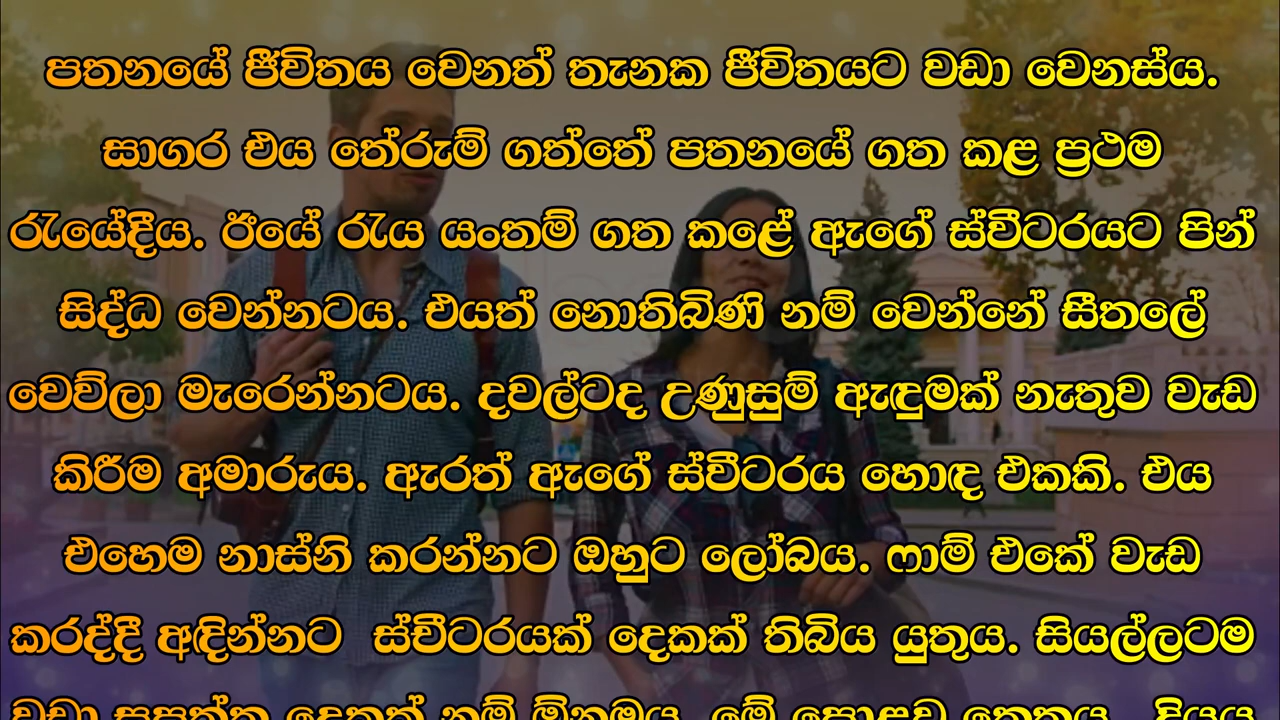 පතනයේ ජීවිතය වෙනත් තැනක ජීවිතයට වඩා වෙනස්ය.
සාගර එය තේරුම් ගත්තේ පතනයේ ගත කළ ප්‍රථම
රැයේදීය. ඊයේ රැය යංතම් ගත කළේ ඇගේ ස්වීටරයට පින්
සිද්ධ වෙන්නටය. එයත් නොතිබිණි නම් වෙන්නේ සීතලේ
වෙව්ලා මැරෙන්නටය. දවල්ටද උණුසුම් ඇඳුමක් නැතුව වැඩ
කිරීම අමාරුය. ඇරත් ඇගේ ස්වීටරය හොඳ එකකි. එය
එහෙම නාස්ති කරන්නට ඔහුට ලෝබය. ෆාම් එකේ වැඩ
කරද්දී අඳින්නට ස්වීටරයක් දෙකක් තිබිය යුතුය. සියල්ලටම